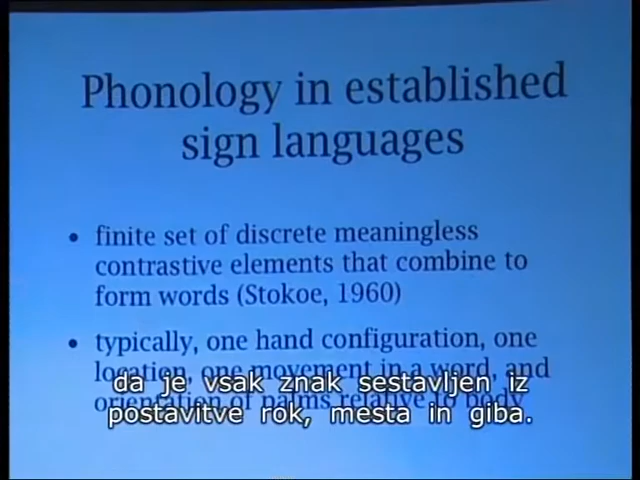 Phonology in established
sign languages
• finite set of discrete meaningless
contrastive elements that combine to
form words (Stokoe, 1960)
• typically, one hand configuration, one
location, one movement in a word, and
orientation of palms relative to body
da je vsak znak sestavljen iz
postavitve rok, mesta in giba.